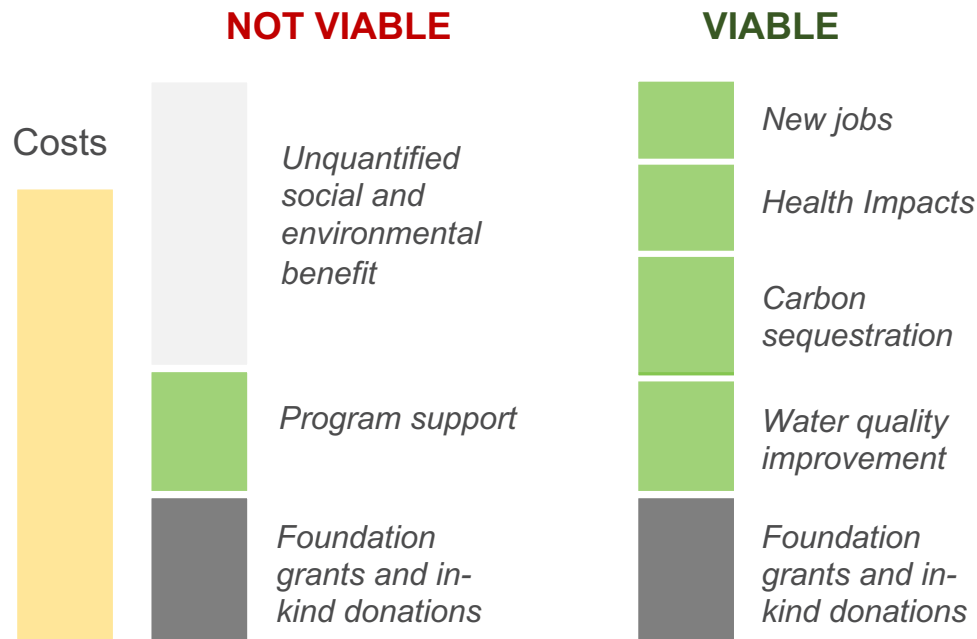 NOT VIABLE
VIABLE
Costs
Unquantified
social and
environmental
benefit
Program support
Foundation
grants and in-
kind donations
New jobs
Health Impacts
Carbon
sequestration
Water quality
improvement
Foundation
grants and in-
kind donations